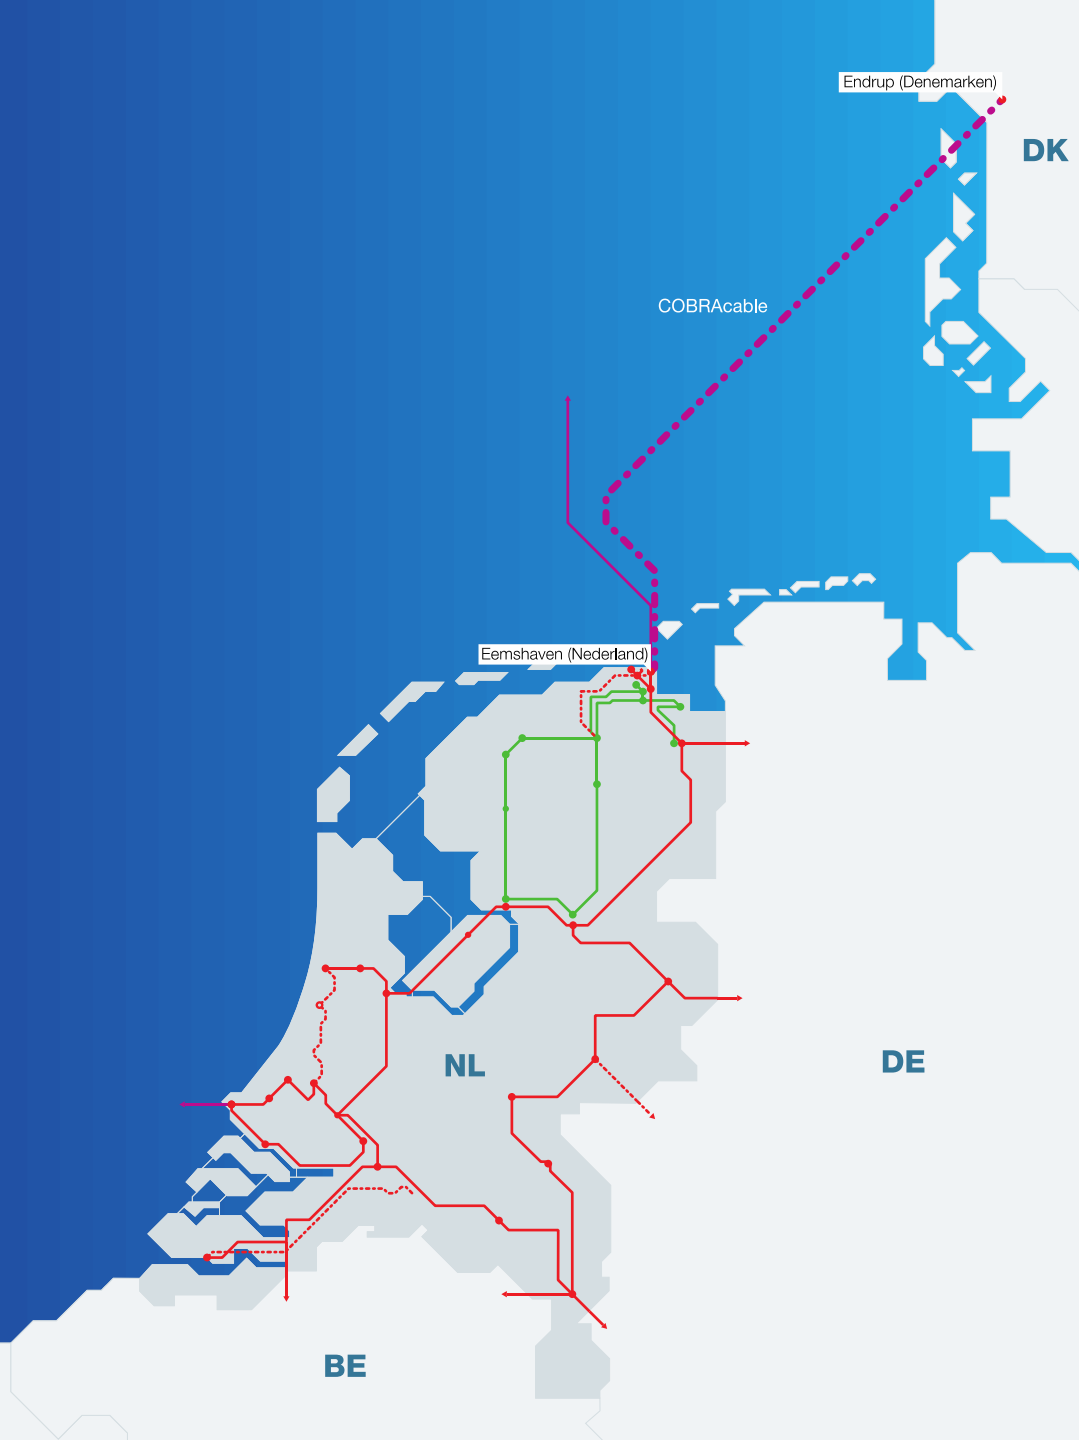 Endrup (Denemarken)
DK
COBRAcable
Eemshaven (Nederland)
NL
DE
BE